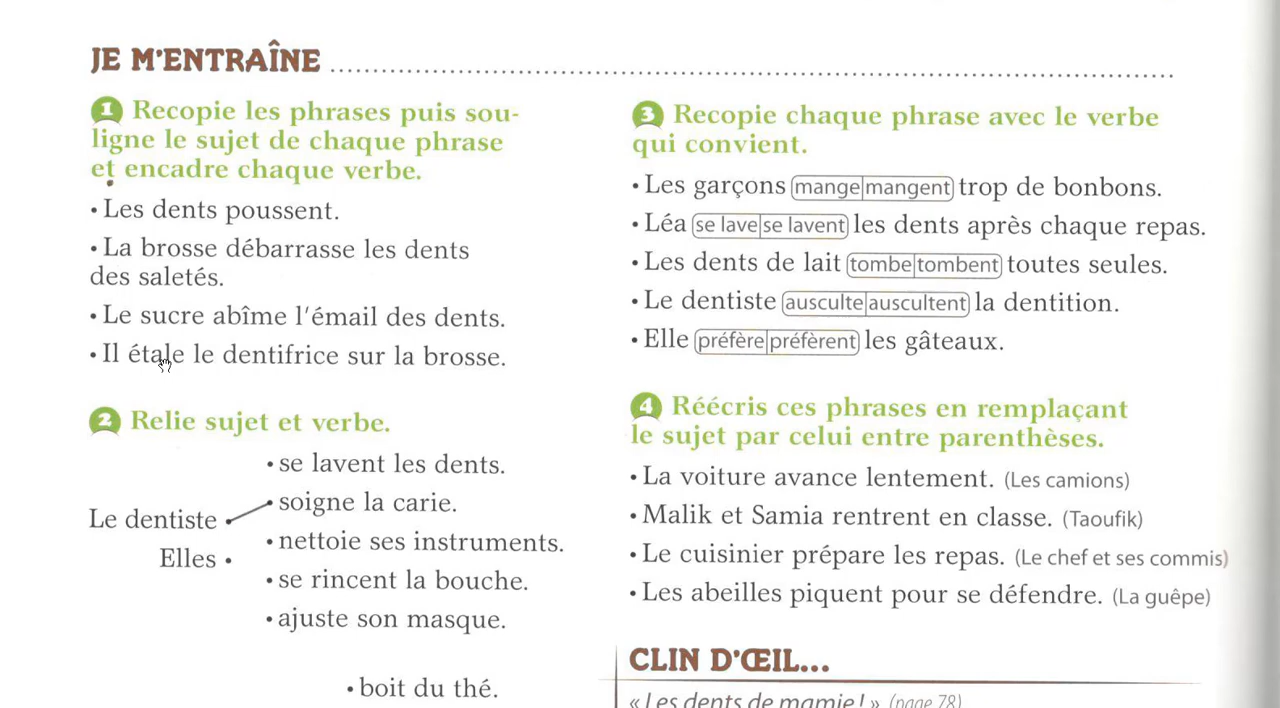 JE M'ENTRAÎNE
1 Recopie les phrases puis sou-
ligne le sujet de chaque phrase
et encadre chaque verbe.
• Les dents poussent.
• La brosse débarrasse les dents
des saletés.
• Le sucre abîme l'émail des dents.
• Il étale le dentifrice sur la brosse.
2 Relie sujet et verbe.
• se lavent les dents.
• soigne la carie.
Le dentiste •
• nettoie ses instruments.
Elles •
• se rincent la bouche.
• ajuste son masque.
• boit du thé.
3 Recopie chaque phrase avec le verbe
qui convient.
• Les garçons mange|mangent trop de bonbons.
• Léa se lave|se lavent les dents après chaque repas.
• Les dents de lait tombe|tombent toutes seules.
• Le dentiste ausculte|auscultent la dentition.
• Elle préfère|préfèrent les gâteaux.
4 Réécris ces phrases en remplaçant
le sujet par celui entre parenthèses.
• La voiture avance lentement. (Les camions)
• Malik et Samia rentrent en classe. (Taoufik)
• Le cuisinier prépare les repas. (Le chef et ses commis)
• Les abeilles piquent pour se défendre. (La guêpe)
CLIN D'ŒIL...
« Les dents de mamie ! » (page 78)